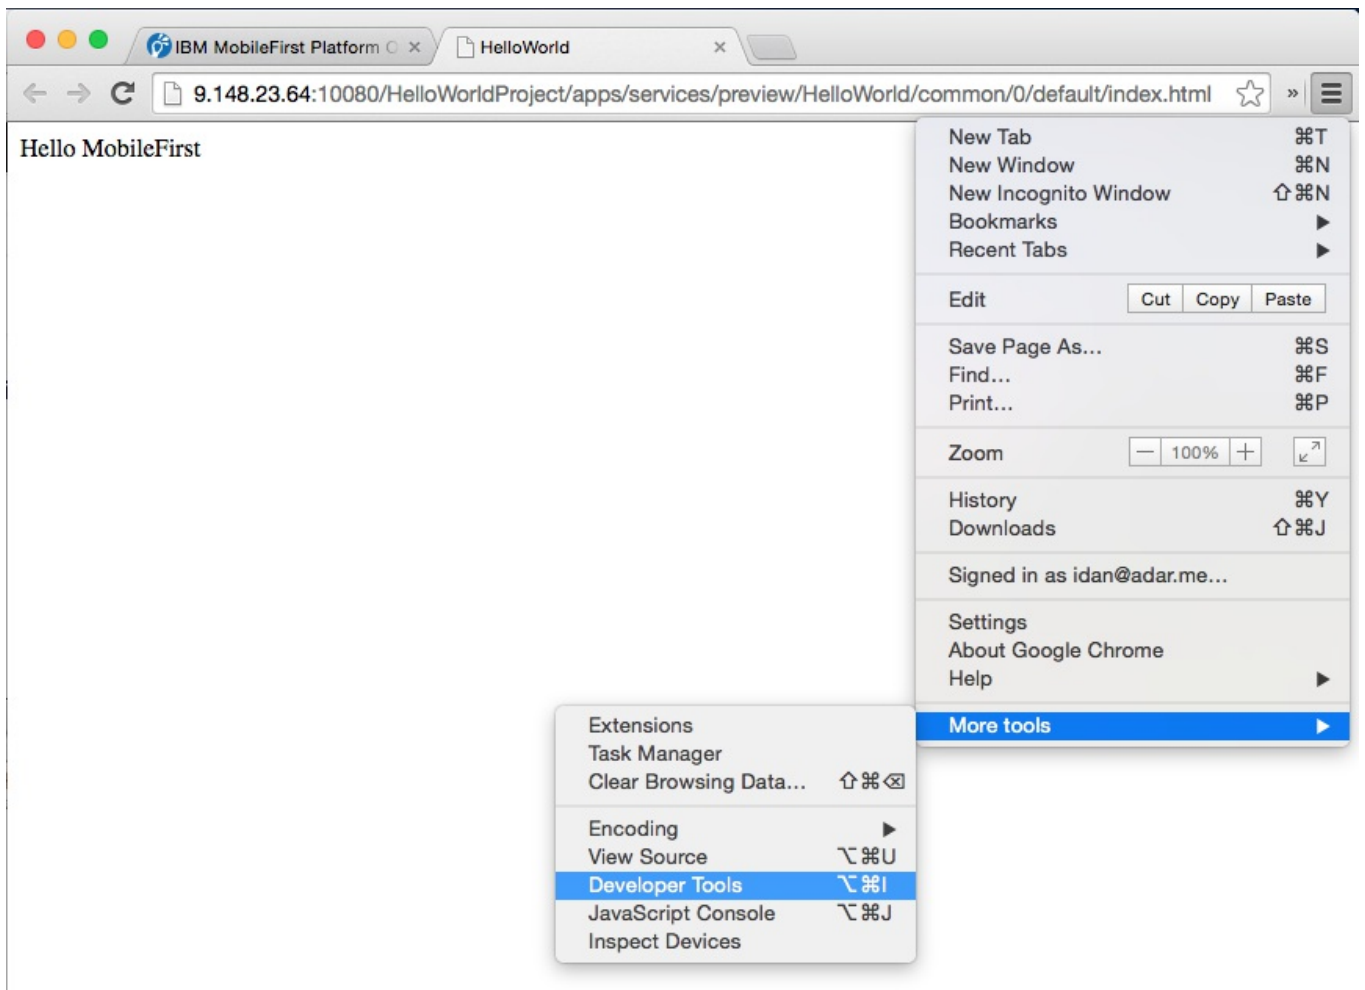 IBM MobileFirst Platform O ×
HelloWorld ×
9.148.23.64:10080/HelloWorldProject/apps/services/preview/HelloWorld/common/0/default/index.html »
Hello MobileFirst
New Tab ⌘T
New Window ⌘N
New Incognito Window ⇧⌘N
Bookmarks ▶
Recent Tabs ▶
Edit Cut Copy Paste
Save Page As... ⌘S
Find... ⌘F
Print... ⌘P
Zoom — 100% +
History ⌘Y
Downloads ⇧⌘J
Signed in as idan@adar.me...
Settings
About Google Chrome
Help ▶
More tools ▶
Extensions
Task Manager
Clear Browsing Data... ⇧⌘⌫
Encoding ▶
View Source ⌥⌘U
Developer Tools ⌥⌘I
JavaScript Console ⌥⌘J
Inspect Devices